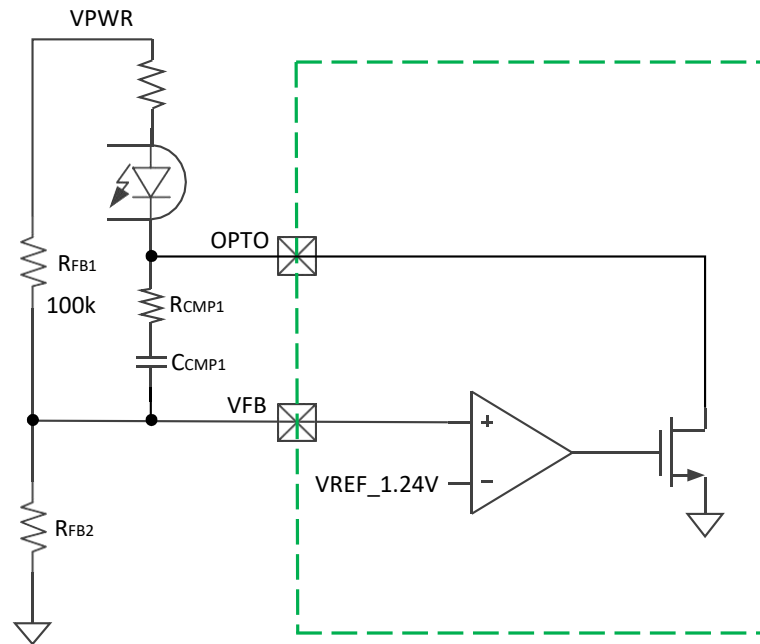 VPWR
OPTO
RFB1
100k
RCMP1
CCMP1
VFB
+
VREF_1.24V
−
RFB2